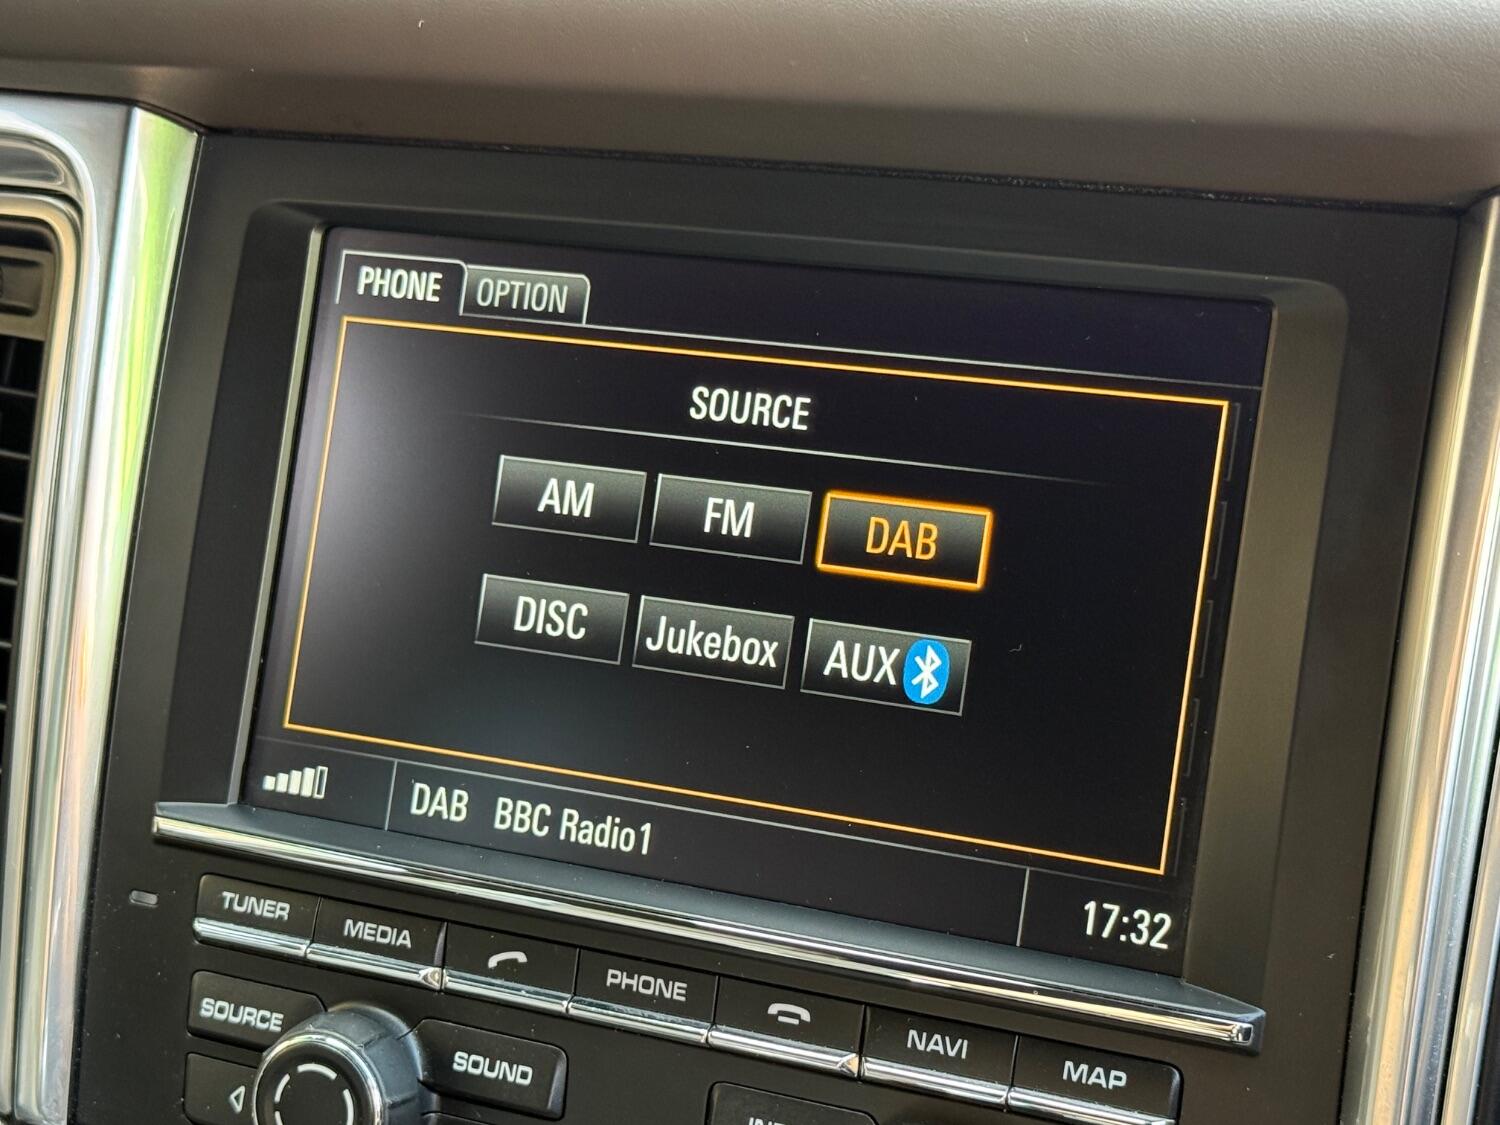 PHONE OPTION
SOURCE
AM FM DAB
DISC Jukebox AUX
DAB BBC Radio1
17:32
TUNER MEDIA PHONE NAVI MAP
SOURCE SOUND